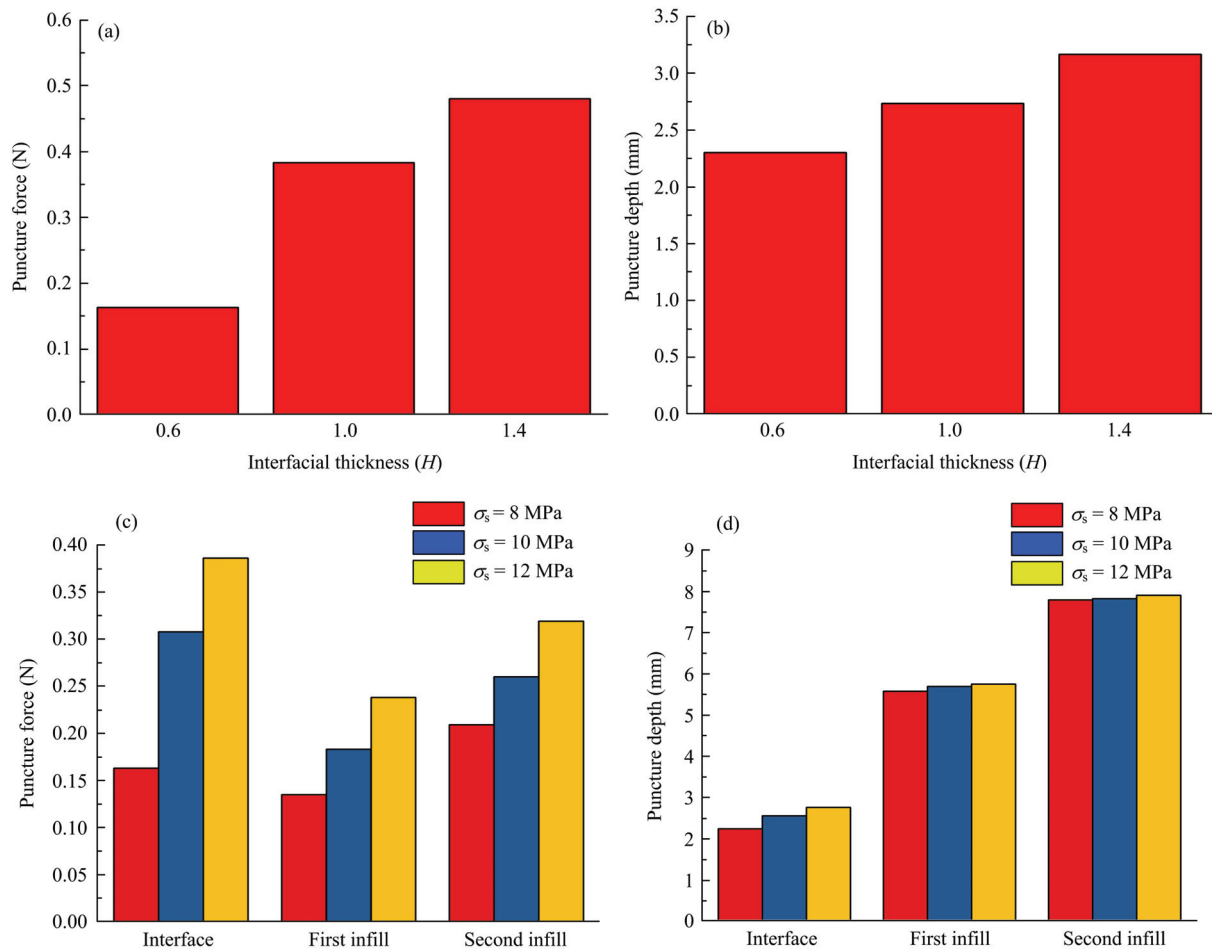 (a)
0.6
0.5
0.4
0.3
0.2
0.1
0.0
Puncture force (N)
0.6 1.0 1.4
Interfacial thickness (H)
(b)
3.5
3.0
2.5
2.0
1.5
1.0
0.5
0.0
Puncture depth (mm)
0.6 1.0 1.4
Interfacial thickness (H)
(c)
σs = 8 MPa
σs = 10 MPa
σs = 12 MPa
0.40
0.35
0.30
0.25
0.20
0.15
0.10
0.05
0.00
Puncture force (N)
Interface First infill Second infill
(d)
σs = 8 MPa
σs = 10 MPa
σs = 12 MPa
9
8
7
6
5
4
3
2
1
0
Puncture depth (mm)
Interface First infill Second infill